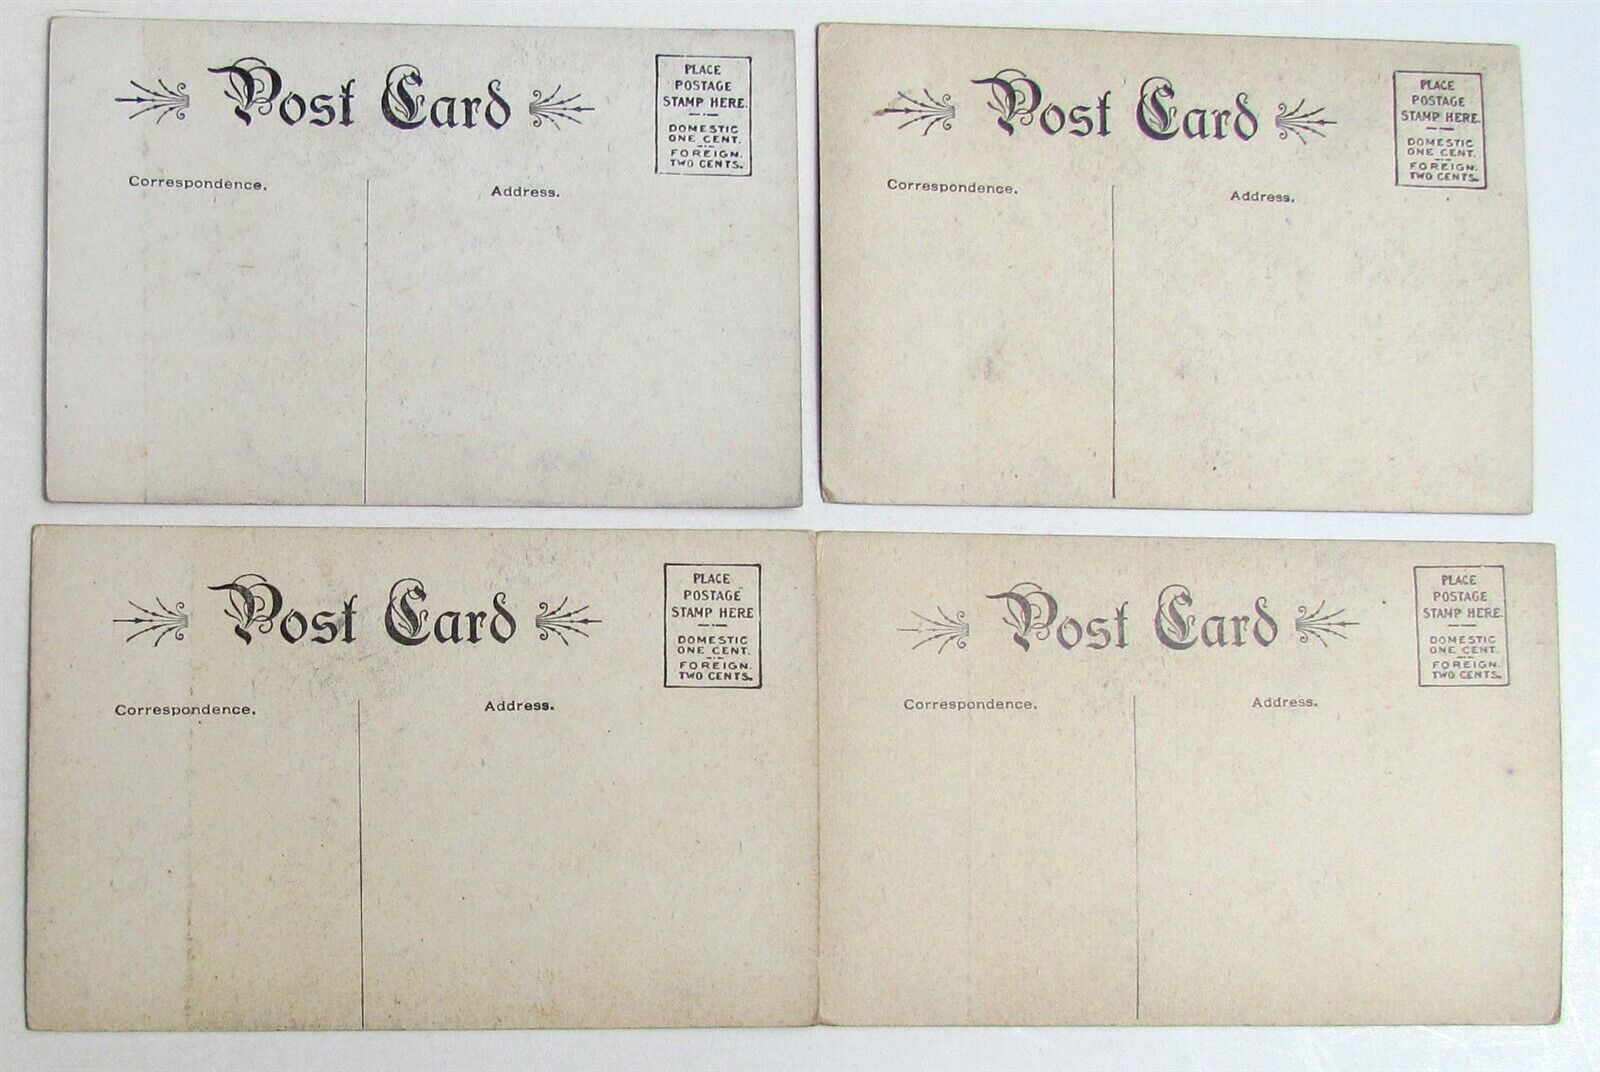 Post Card
PLACE
POSTAGE
STAMP HERE.
DOMESTIC
ONE CENT.
FOREIGN.
TWO CENTS.
Correspondence.
Address.
Post Card
PLACE
POSTAGE
STAMP HERE.
DOMESTIC
ONE CENT.
FOREIGN.
TWO CENTS.
Correspondence.
Address.
Post Card
PLACE
POSTAGE
STAMP HERE
DOMESTIC
ONE CENT.
FOREIGN.
TWO CENTS.
Correspondence.
Address.
Post Card
PLACE
POSTAGE
STAMP HERE.
DOMESTIC
ONE CENT.
FOREIGN.
TWO CENTS.
Correspondence.
Address.